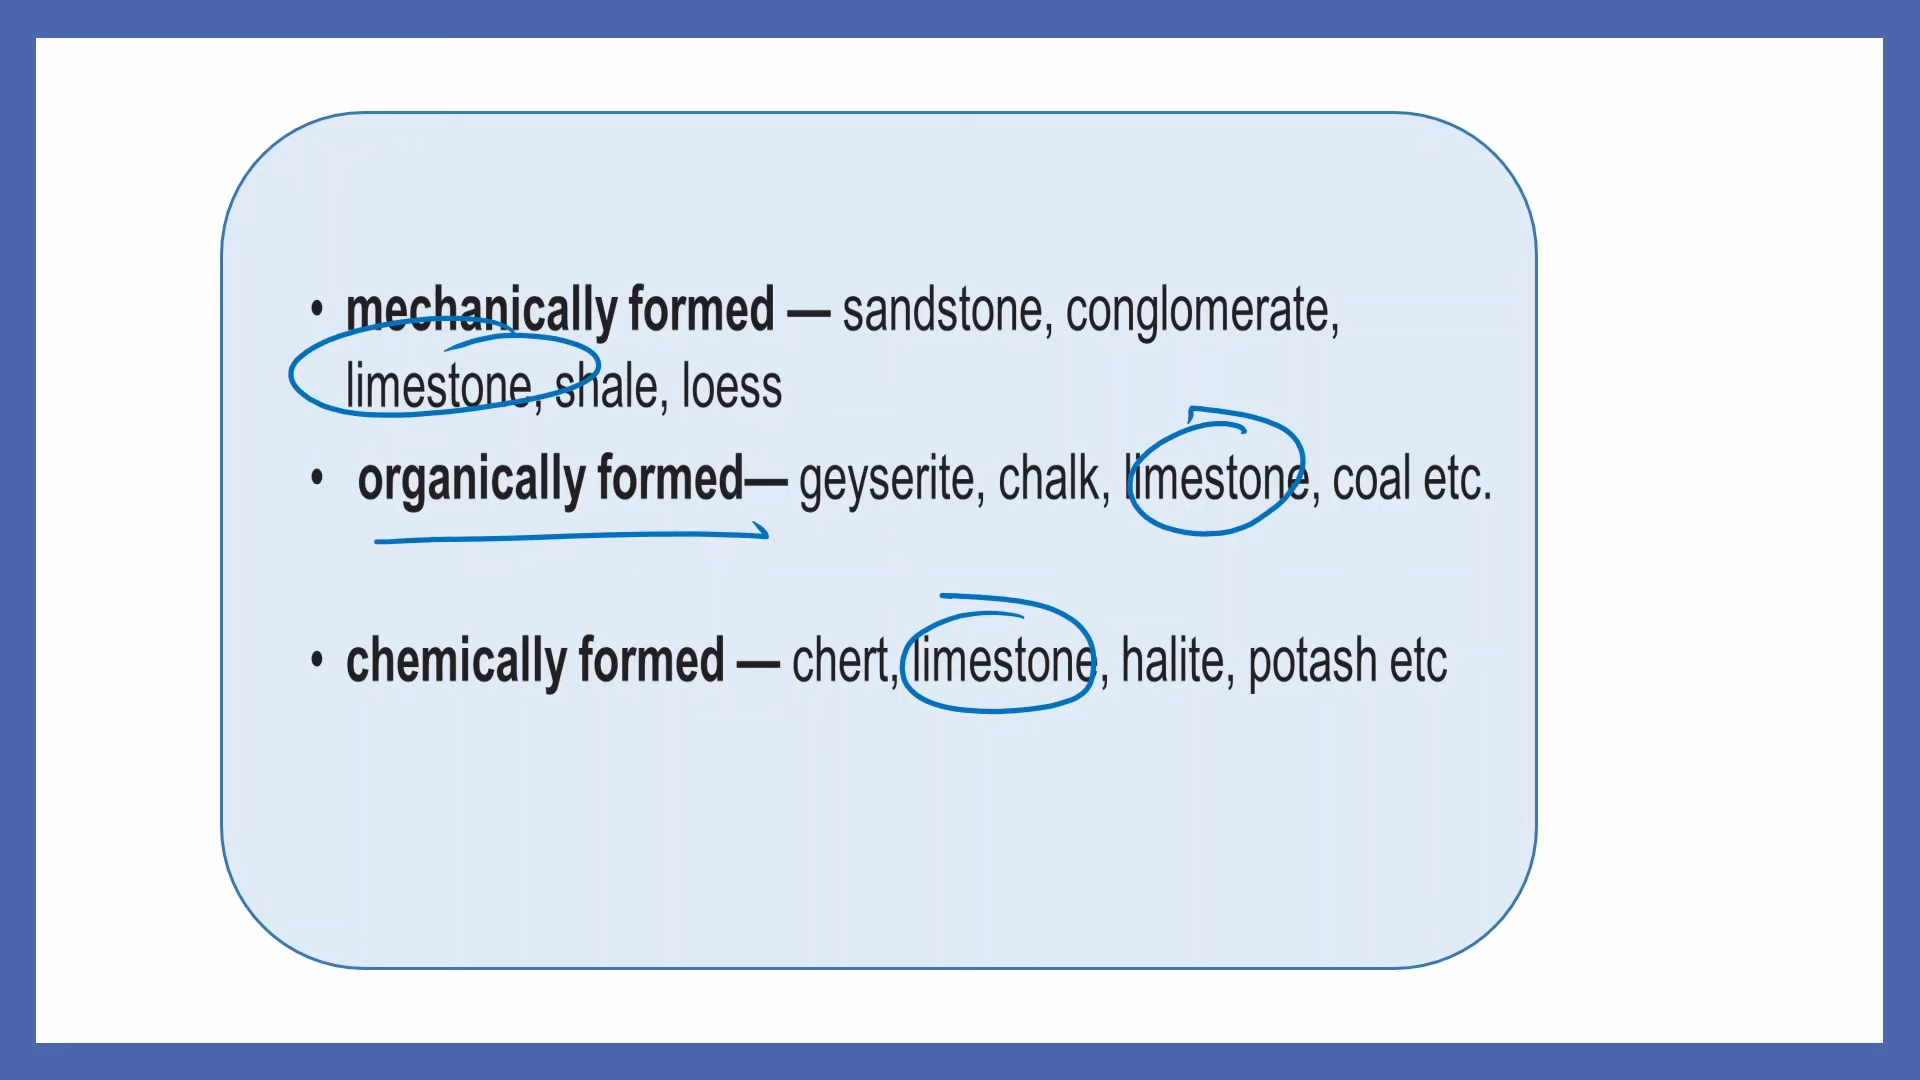 • mechanically formed — sandstone, conglomerate,
limestone, shale, loess
• organically formed— geyserite, chalk, limestone, coal etc.
• chemically formed — chert, limestone, halite, potash etc